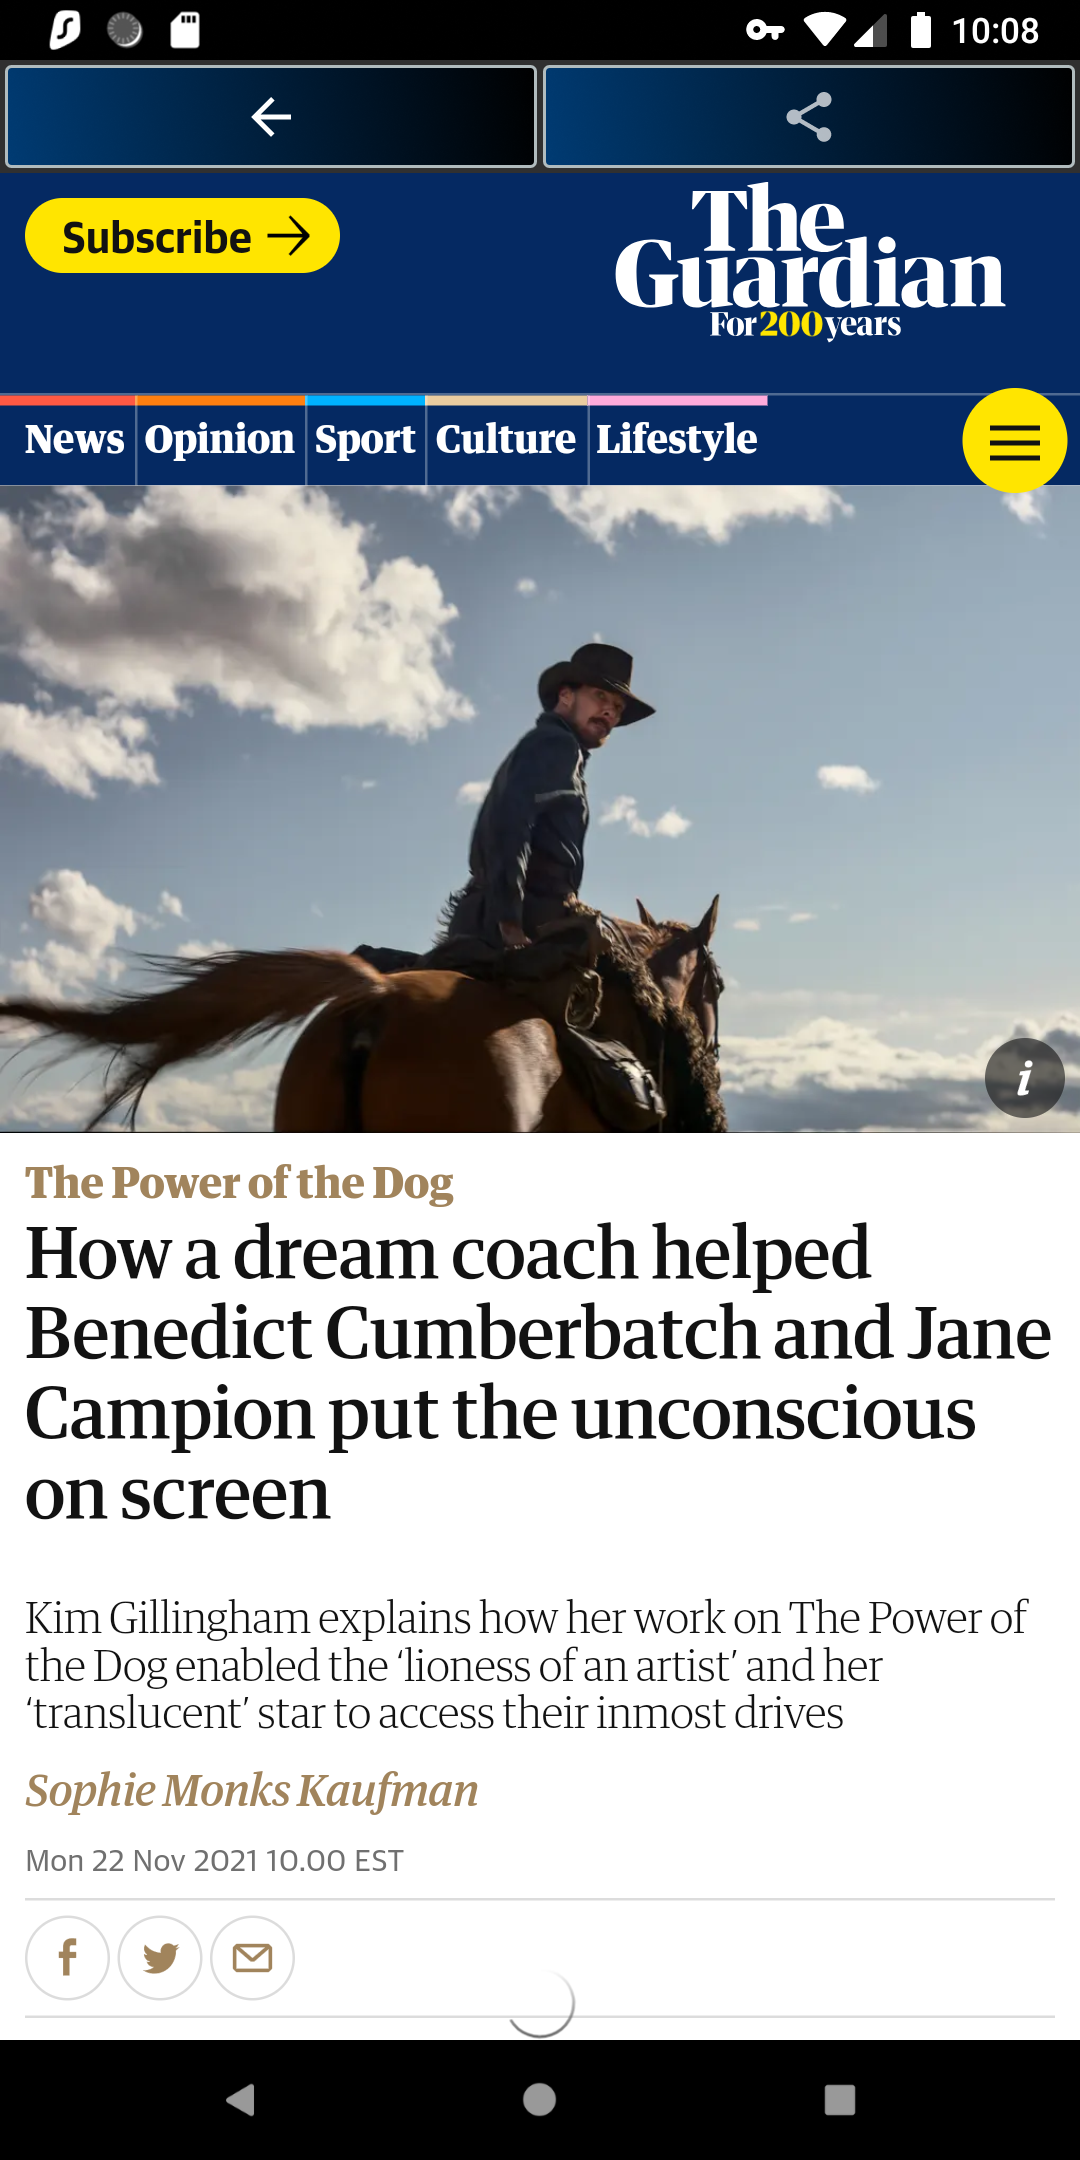 10:08
Subscribe
The
Guardian
For 200 years
News Opinion Sport Culture Lifestyle
i
The Power of the Dog
How a dream coach helped
Benedict Cumberbatch and Jane
Campion put the unconscious
on screen
Kim Gillingham explains how her work on The Power of
the Dog enabled the ‘lioness of an artist’ and her
‘translucent’ star to access their inmost drives
Sophie Monks Kaufman
Mon 22 Nov 2021 10.00 EST